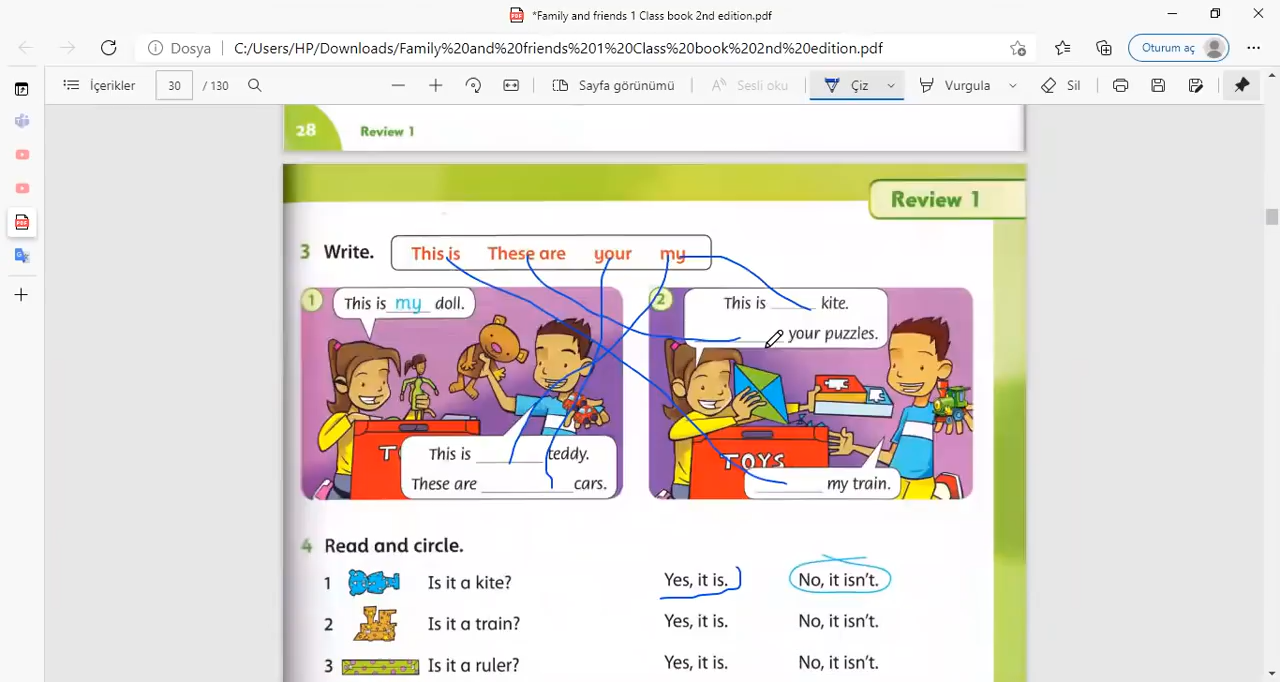 *Family and friends 1 Class book 2nd edition.pdf
Dosya C:/Users/HP/Downloads/Family%20and%20friends%201%20Class%20book%202nd%20edition.pdf Oturum aç
İçerikler 30 / 130 Sayfa görünümü Sesli oku Çiz Vurgula Sil
28 Review 1
Review 1
3 Write. This is These are your my
1 This is my doll.
2 This is ____ kite.
____ your puzzles.
TOYS
This is ____ teddy.
These are ____ cars.
____ my train.
4 Read and circle.
1 Is it a kite? Yes, it is. No, it isn't.
2 Is it a train? Yes, it is. No, it isn't.
3 Is it a ruler? Yes, it is. No, it isn't.